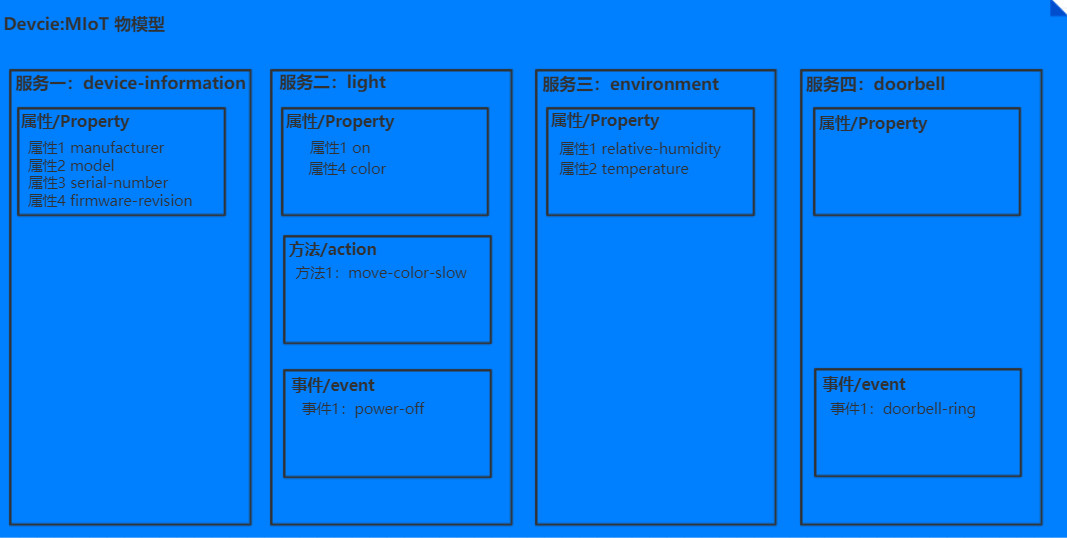 Devcie:MIoT 物模型
服务一：device-information
属性/Property
属性1 manufacturer
属性2 model
属性3 serial-number
属性4 firmware-revision
服务二：light
属性/Property
属性1 on
属性4 color
方法/action
方法1：move-color-slow
事件/event
事件1：power-off
服务三：environment
属性/Property
属性1 relative-humidity
属性2 temperature
服务四：doorbell
属性/Property
事件/event
事件1：doorbell-ring